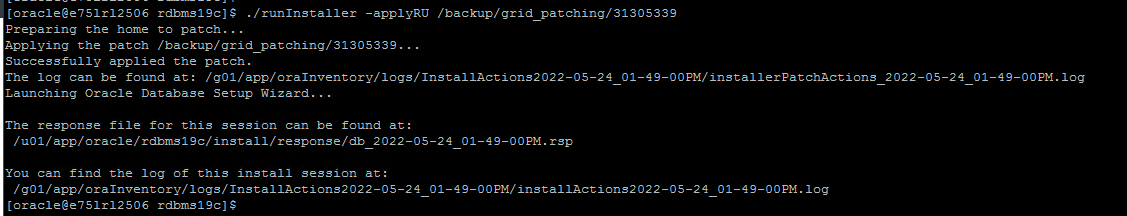 [oracle@e75lrl2506 rdbms19c]$ ./runInstaller -applyRU /backup/grid_patching/31305339
Preparing the home to patch...
Applying the patch /backup/grid_patching/31305339...
Successfully applied the patch.
The log can be found at: /g01/app/oraInventory/logs/InstallActions2022-05-24_01-49-00PM/installerPatchActions_2022-05-24_01-49-00PM.log
Launching Oracle Database Setup Wizard...
The response file for this session can be found at:
/u01/app/oracle/rdbms19c/install/response/db_2022-05-24_01-49-00PM.rsp
You can find the log of this install session at:
/g01/app/oraInventory/logs/InstallActions2022-05-24_01-49-00PM/installActions2022-05-24_01-49-00PM.log
[oracle@e75lrl2506 rdbms19c]$